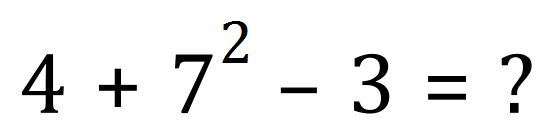 4 + 7² − 3 = ?